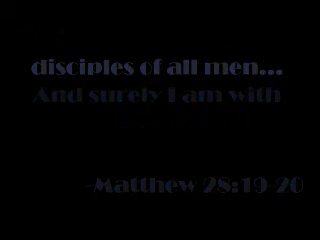 disciples of all men...
And surely I am with
-Matthew 28:19-20